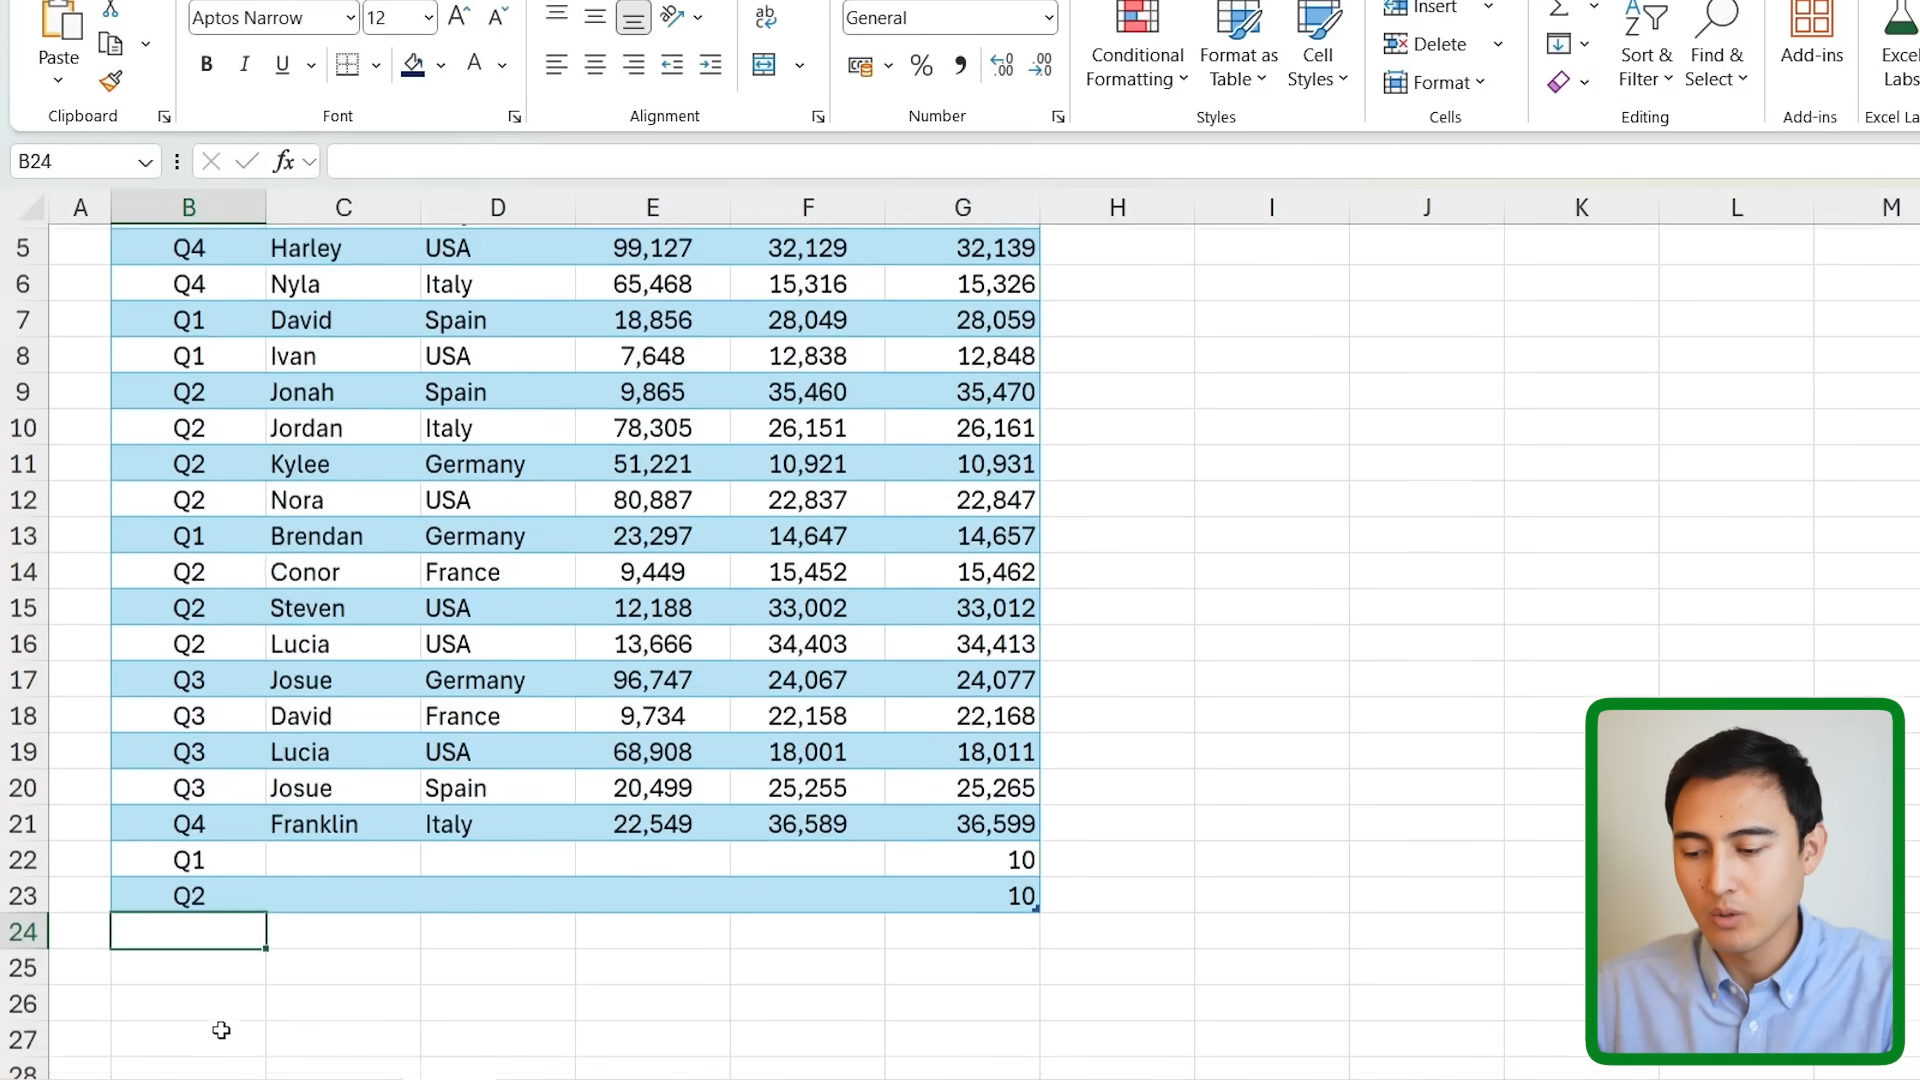 Aptos Narrow 12 A A ab General Insert Σ
Paste Conditional Format as Cell Delete Sort & Find & Add-ins Excel
B I U A % 9 .00 .00 Formatting Table Styles Format Filter Select Labs
Clipboard Font Alignment Number Styles Cells Editing Add-ins Excel La
B24 fx
A B C D E F G H I J K L M
5 Q4 Harley USA 99,127 32,129 32,139
6 Q4 Nyla Italy 65,468 15,316 15,326
7 Q1 David Spain 18,856 28,049 28,059
8 Q1 Ivan USA 7,648 12,838 12,848
9 Q2 Jonah Spain 9,865 35,460 35,470
10 Q2 Jordan Italy 78,305 26,151 26,161
11 Q2 Kylee Germany 51,221 10,921 10,931
12 Q2 Nora USA 80,887 22,837 22,847
13 Q1 Brendan Germany 23,297 14,647 14,657
14 Q2 Conor France 9,449 15,452 15,462
15 Q2 Steven USA 12,188 33,002 33,012
16 Q2 Lucia USA 13,666 34,403 34,413
17 Q3 Josue Germany 96,747 24,067 24,077
18 Q3 David France 9,734 22,158 22,168
19 Q3 Lucia USA 68,908 18,001 18,011
20 Q3 Josue Spain 20,499 25,255 25,265
21 Q4 Franklin Italy 22,549 36,589 36,599
22 Q1 10
23 Q2 10
24
25
26
27
28